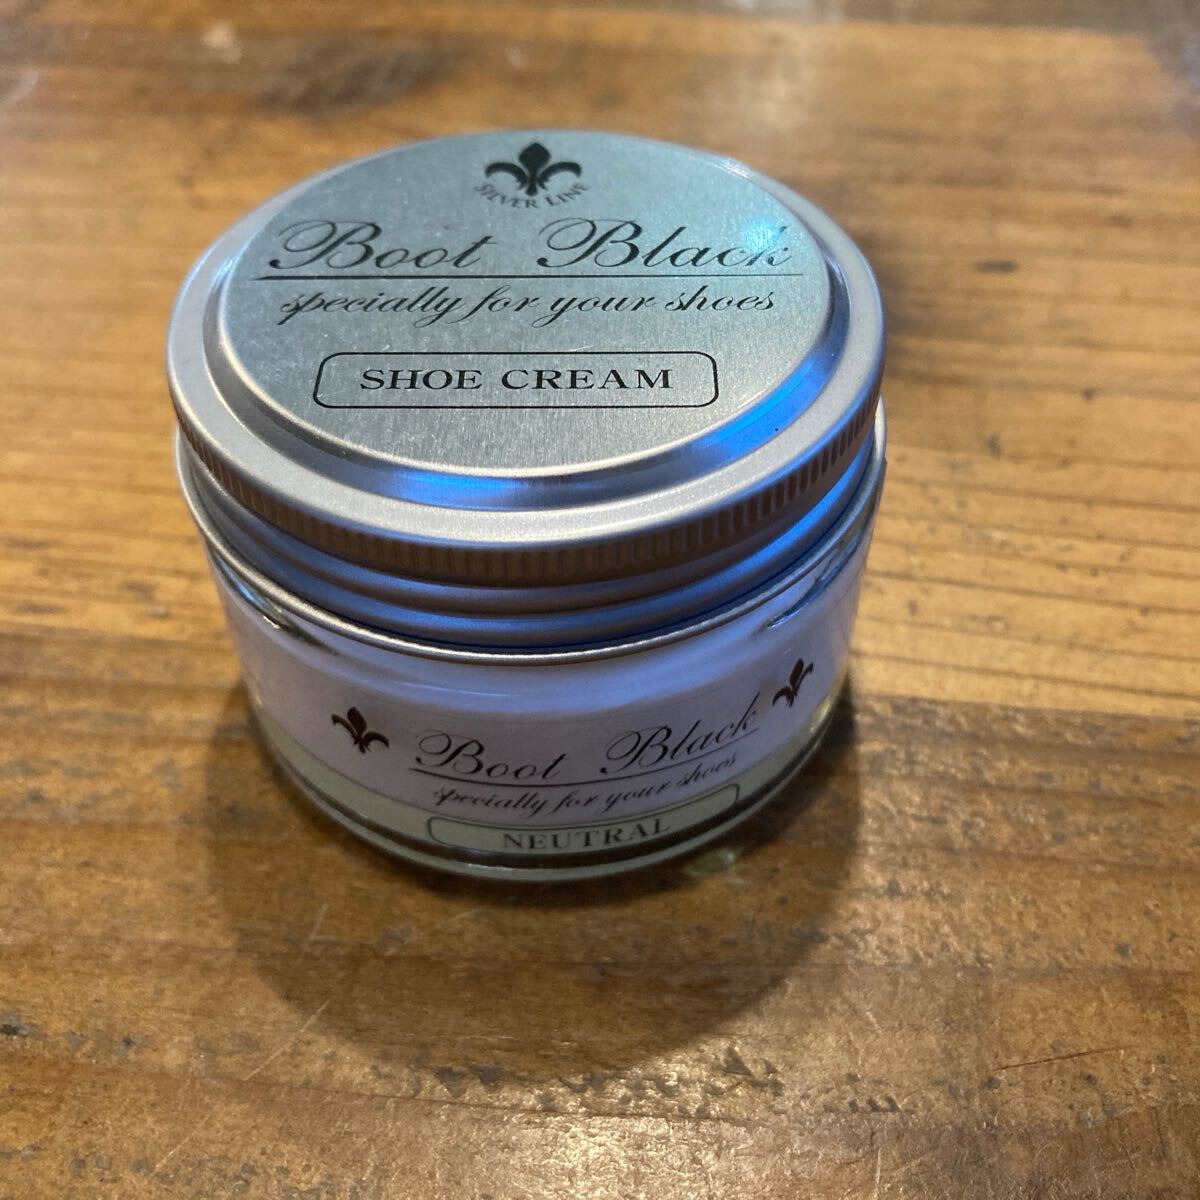 SILVER LINE
Boot Black
specially for your shoes
SHOE CREAM
Boot Black
specially for your shoes
NEUTRAL